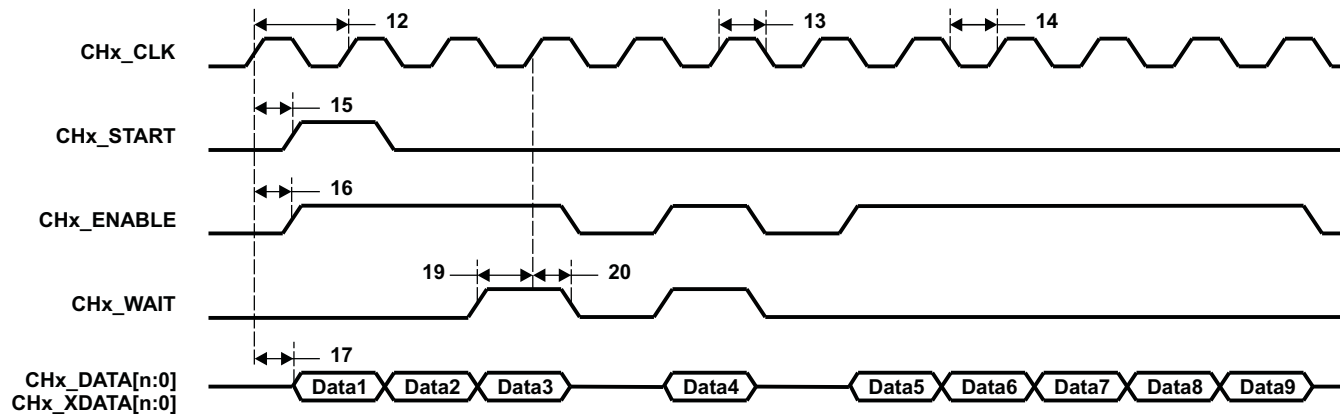 12 13 14
CHx_CLK
15
CHx_START
16
CHx_ENABLE
19 20
CHx_WAIT
17
CHx_DATA[n:0] Data1 Data2 Data3 Data4 Data5 Data6 Data7 Data8 Data9
CHx_XDATA[n:0]